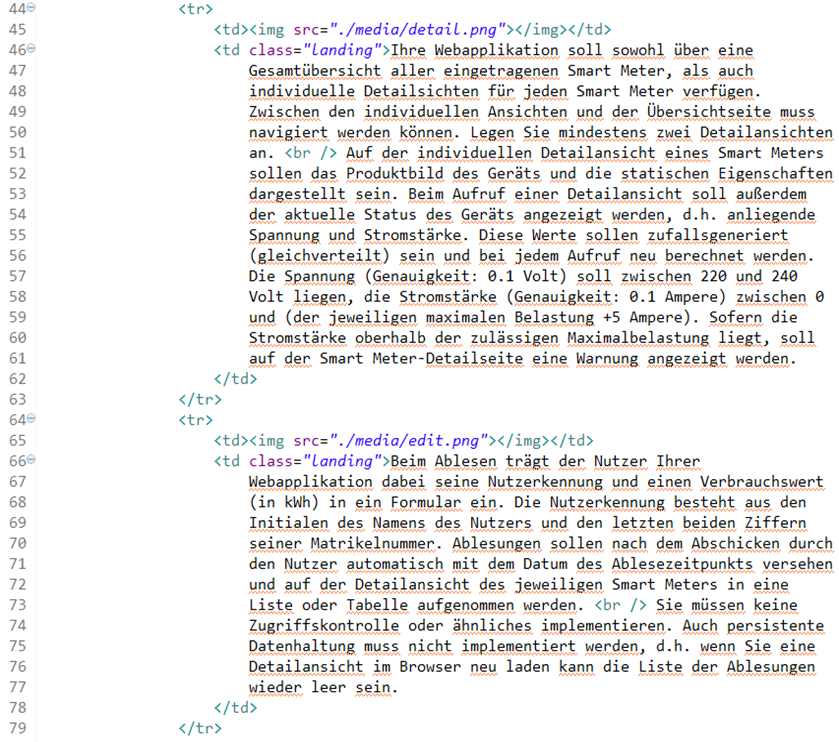 44 <tr>
45 <td><img src="./media/detail.png"></img></td>
46 <td class="landing">Ihre Webapplikation soll sowohl über eine
47 Gesamtübersicht aller eingetragenen Smart Meter, als auch
48 individuelle Detailsichten für jeden Smart Meter verfügen.
49 Zwischen den individuellen Ansichten und der Übersichtseite muss
50 navigiert werden können. Legen Sie mindestens zwei Detailansichten
51 an. <br /> Auf der individuellen Detailansicht eines Smart Meters
52 sollen das Produktbild des Geräts und die statischen Eigenschaften
53 dargestellt sein. Beim Aufruf einer Detailansicht soll außerdem
54 der aktuelle Status des Geräts angezeigt werden, d.h. anliegende
55 Spannung und Stromstärke. Diese Werte sollen zufallsgeneriert
56 (gleichverteilt) sein und bei jedem Aufruf neu berechnet werden.
57 Die Spannung (Genauigkeit: 0.1 Volt) soll zwischen 220 und 240
58 Volt liegen, die Stromstärke (Genauigkeit: 0.1 Ampere) zwischen 0
59 und (der jeweiligen maximalen Belastung +5 Ampere). Sofern die
60 Stromstärke oberhalb der zulässigen Maximalbelastung liegt, soll
61 auf der Smart Meter-Detailseite eine Warnung angezeigt werden.
62 </td>
63 </tr>
64 <tr>
65 <td><img src="./media/edit.png"></img></td>
66 <td class="landing">Beim Ablesen trägt der Nutzer Ihrer
67 Webapplikation dabei seine Nutzerkennung und einen Verbrauchswert
68 (in kWh) in ein Formular ein. Die Nutzerkennung besteht aus den
69 Initialen des Namens des Nutzers und den letzten beiden Ziffern
70 seiner Matrikelnummer. Ablesungen sollen nach dem Abschicken durch
71 den Nutzer automatisch mit dem Datum des Ablesezeitpunkts versehen
72 und auf der Detailansicht des jeweiligen Smart Meters in eine
73 Liste oder Tabelle aufgenommen werden. <br /> Sie müssen keine
74 Zugriffskontrolle oder ähnliches implementieren. Auch persistente
75 Datenhaltung muss nicht implementiert werden, d.h. wenn Sie eine
76 Detailansicht im Browser neu laden kann die Liste der Ablesungen
77 wieder leer sein.
78 </td>
79 </tr>